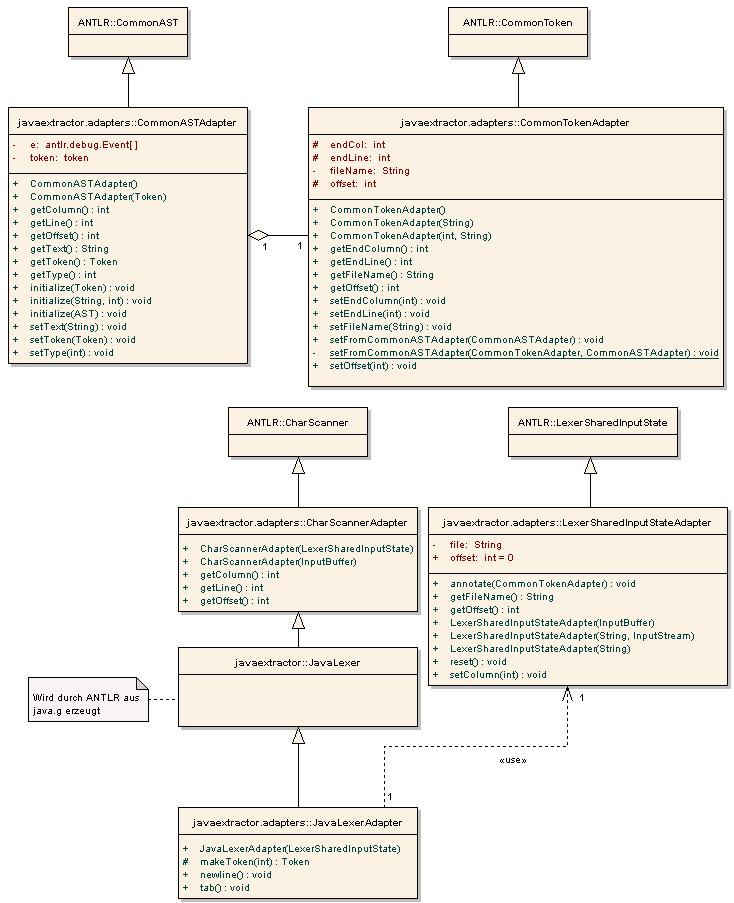 ANTLR::CommonAST
ANTLR::CommonToken
javaextractor.adapters::CommonASTAdapter
- e: antlr.debug.Event[]
- token: token
+ CommonASTAdapter()
+ CommonASTAdapter(Token)
+ getColumn() : int
+ getLine() : int
+ getOffset() : int
+ getText() : String
+ getToken() : Token
+ getType() : int
+ initialize(Token) : void
+ initialize(String, int) : void
+ initialize(AST) : void
+ setText(String) : void
+ setToken(Token) : void
+ setType(int) : void
1
1
javaextractor.adapters::CommonTokenAdapter
# endCol: int
# endLine: int
- fileName: String
# offset: int
+ CommonTokenAdapter()
+ CommonTokenAdapter(String)
+ CommonTokenAdapter(int, String)
+ getEndColumn() : int
+ getEndLine() : int
+ getFileName() : String
+ getOffset() : int
+ setEndColumn(int) : void
+ setEndLine(int) : void
+ setFileName(String) : void
+ setFromCommonASTAdapter(CommonASTAdapter) : void
- setFromCommonASTAdapter(CommonTokenAdapter, CommonASTAdapter) : void
+ setOffset(int) : void
ANTLR::CharScanner
ANTLR::LexerSharedInputState
javaextractor.adapters::CharScannerAdapter
+ CharScannerAdapter(LexerSharedInputState)
+ CharScannerAdapter(InputBuffer)
+ getColumn() : int
+ getLine() : int
+ getOffset() : int
javaextractor.adapters::LexerSharedInputStateAdapter
- file: String
+ offset: int = 0
+ annotate(CommonTokenAdapter) : void
+ getFileName() : String
+ getOffset() : int
+ LexerSharedInputStateAdapter(InputBuffer)
+ LexerSharedInputStateAdapter(String, InputStream)
+ LexerSharedInputStateAdapter(String)
+ reset() : void
+ setColumn(int) : void
javaextractor::JavaLexer
Wird durch ANTLR aus
java.g erzeugt
1
«use»
1
javaextractor.adapters::JavaLexerAdapter
+ JavaLexerAdapter(LexerSharedInputState)
# makeToken(int) : Token
+ newline() : void
+ tab() : void